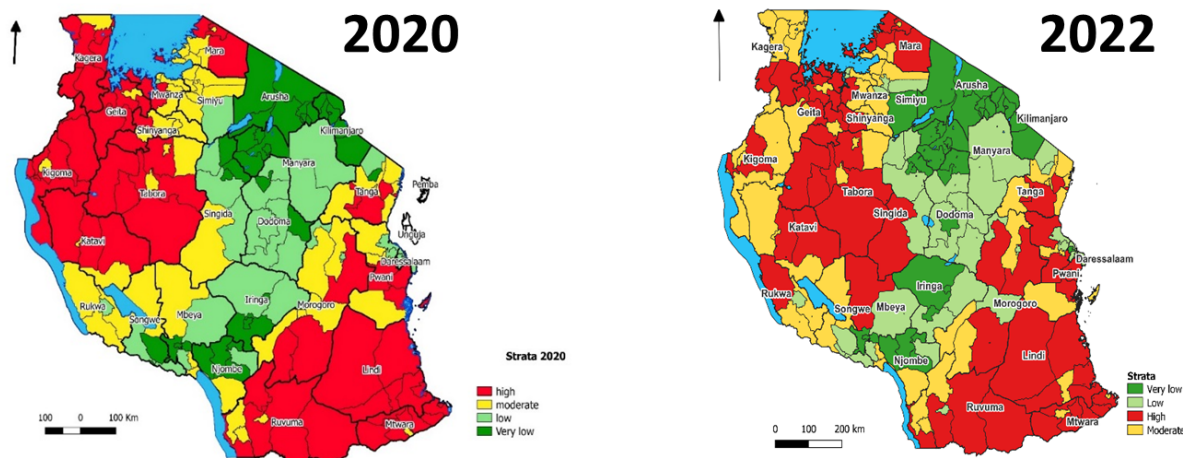 2020
Kagera
Mara
Mwanza
Simiyu
Arusha
Geita
Shinyanga
Kilimanjaro
Manyara
Kigoma
Tabora
Tanga
Pemba
Singida
Dodoma
Unguja
Katavi
Daressalaam
Pwani
Rukwa
Iringa
Morogoro
Songwe
Mbeya
Njombe
Lindi
Ruvuma
Mtwara
100 0 100 Km
Strata 2020
high
moderate
low
Very low
2022
Kagera
Mara
Mwanza
Arusha
Simiyu
Geita
Shinyanga
Kilimanjaro
Manyara
Kigoma
Tabora
Tanga
Singida
Dodoma
Katavi
Daressalaam
Pwani
Iringa
Rukwa
Songwe
Mbeya
Morogoro
Njombe
Lindi
Ruvuma
Mtwara
100 0 100 200 km
Strata
Very low
Low
High
Moderate